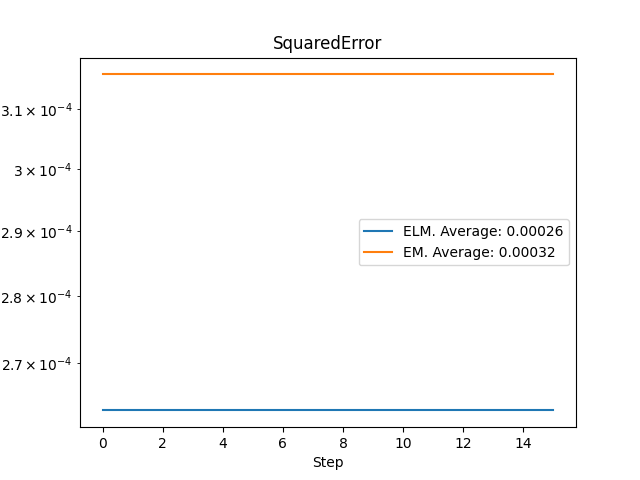 SquaredError
3.1 × 10⁻⁴
3 × 10⁻⁴
2.9 × 10⁻⁴
2.8 × 10⁻⁴
2.7 × 10⁻⁴
ELM. Average: 0.00026
EM. Average: 0.00032
0 2 4 6 8 10 12 14
Step